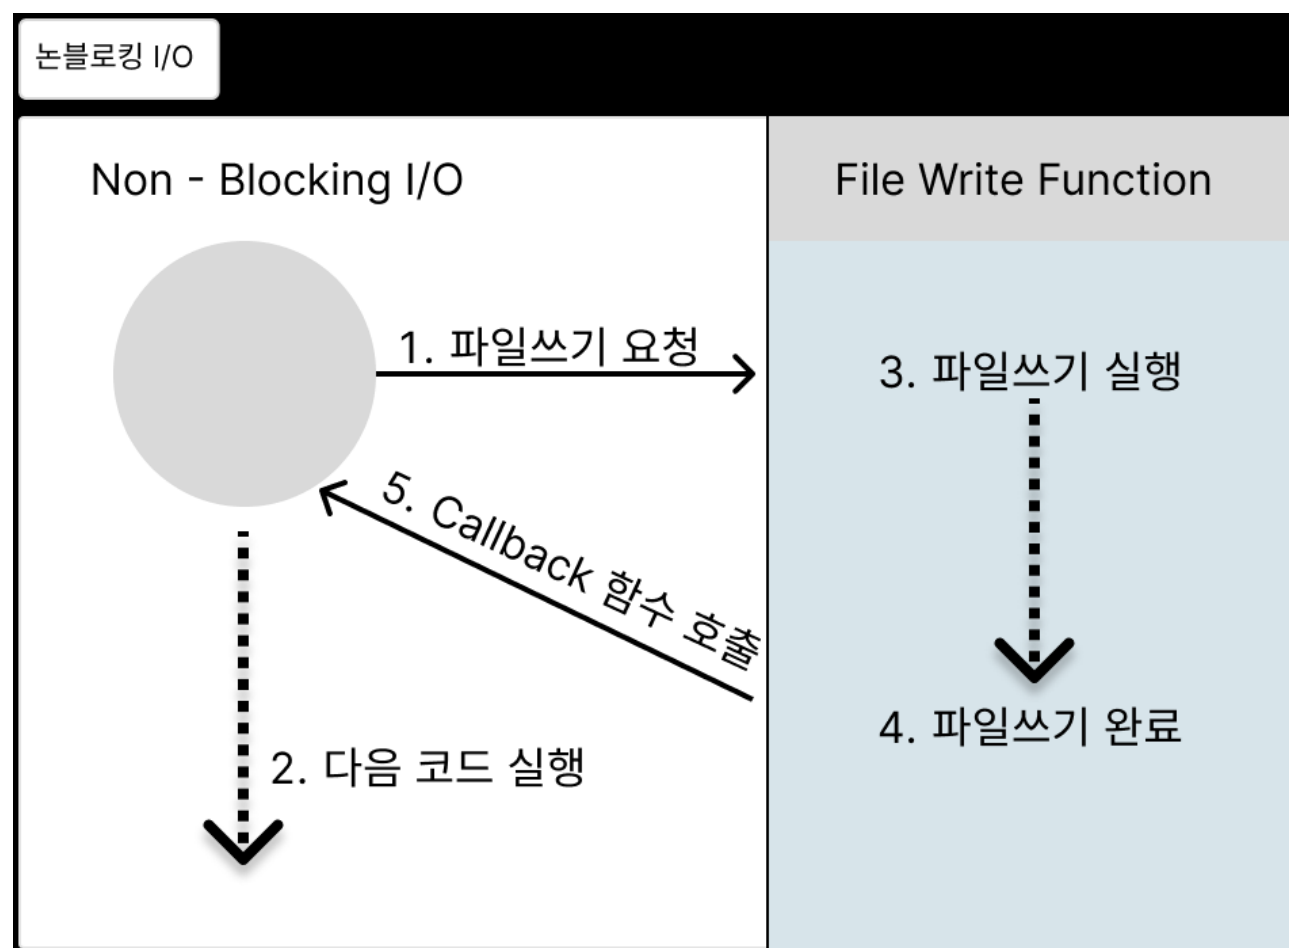 논블로킹 I/O
Non - Blocking I/O
File Write Function
1. 파일쓰기 요청
3. 파일쓰기 실행
5. Callback 함수 호출
4. 파일쓰기 완료
2. 다음 코드 실행